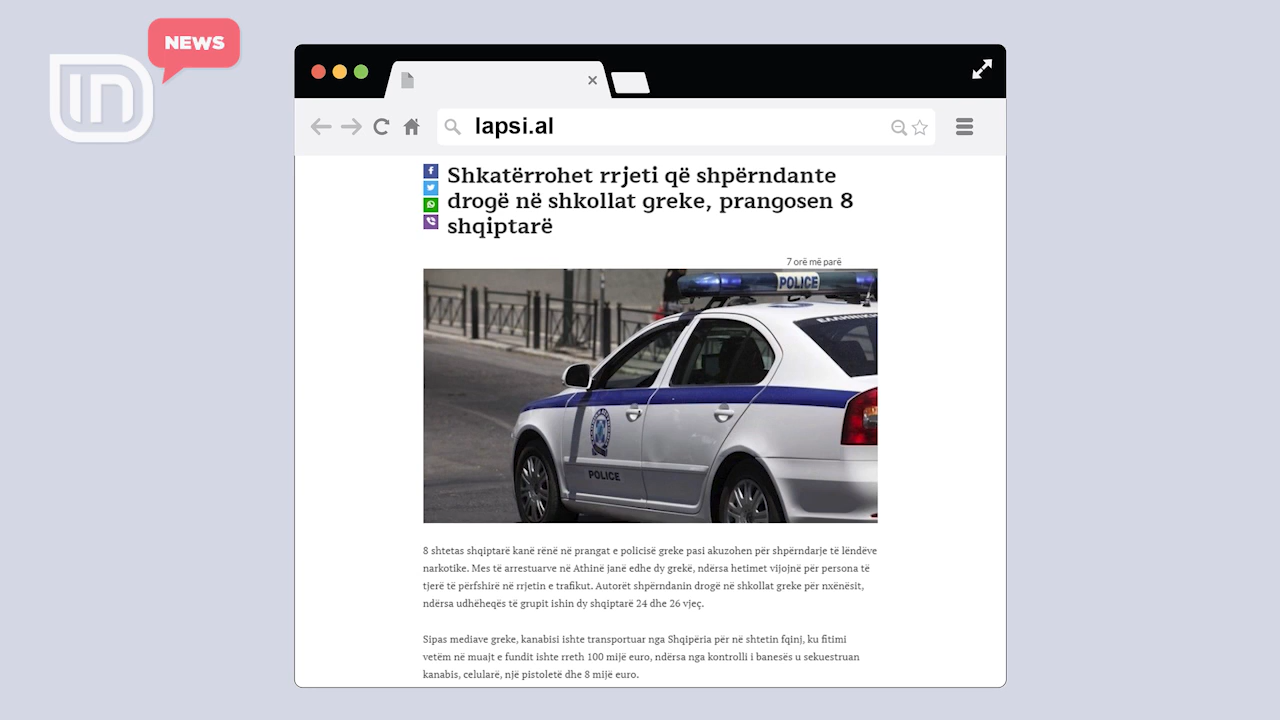 NEWS
IN
lapsi.al
Shkatërrohet rrjeti që shpërndante
drogë në shkollat greke, prangosen 8
shqiptarë
7 orë më parë
POLICE
ΕΛΛΗΝΙΚΗ
POLICE
8 shtetas shqiptarë kanë rënë në prangat e policisë greke pasi akuzohen për shpërndarje të lëndëve
narkotike. Mes të arrestuarve në Athinë janë edhe dy grekë, ndërsa hetimet vijojnë për persona të
tjerë të përfshirë në rrjetin e trafikut. Autorët shpërndanin drogë në shkollat greke për nxënësit,
ndërsa udhëheqës të grupit ishin dy shqiptarë 24 dhe 26 vjeç.
Sipas mediave greke, kanabisi ishte transportuar nga Shqipëria për në shtetin fqinj, ku fitimi
vetëm në muajt e fundit ishte rreth 100 mijë euro, ndërsa nga kontrolli i banesës u sekuestruan
kanabis, celularë, një pistoletë dhe 8 mijë euro.